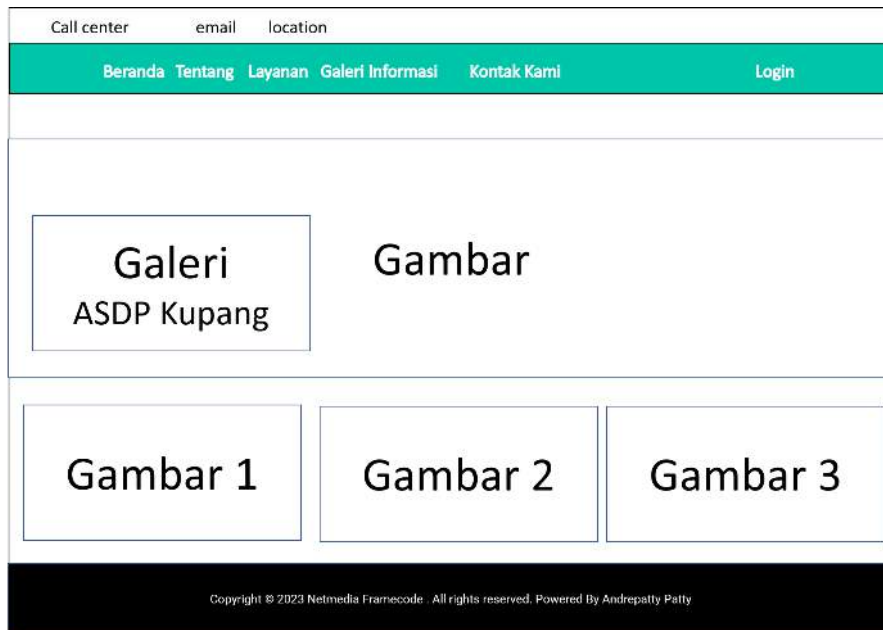 Call center email location
Beranda Tentang Layanan Galeri Informasi Kontak Kami Login
Galeri
ASDP Kupang
Gambar
Gambar 1 Gambar 2 Gambar 3
Copyright © 2023 Netmedia Framecode . All rights reserved. Powered By Andrepatty Patty